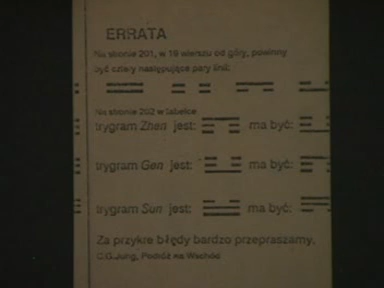 ERRATA
Na stronie 201, w 18 wierszu od góry, powinny
być cztery następujące pary linii:
Na stronie 202 w tabelce
trygram Zhen jest: ma być:
trygram Gen jest: ma być:
trygram Sun jest: ma być:
Za przykre błędy bardzo przepraszamy.
C.G.Jung, Podróż na Wschód